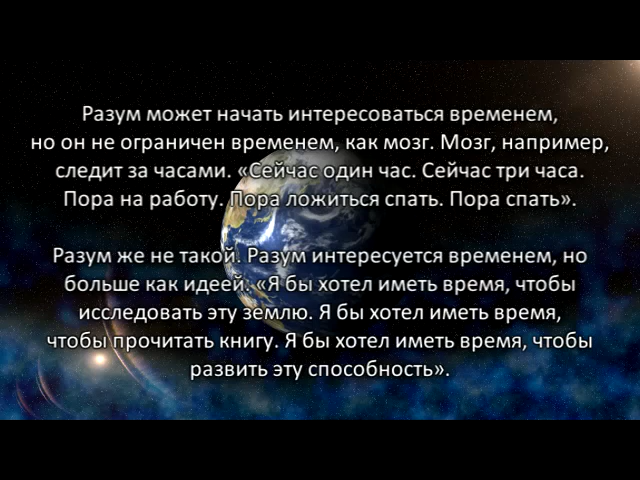 Разум может начать интересоваться временем,
но он не ограничен временем, как мозг. Мозг, например,
следит за часами. «Сейчас один час. Сейчас три часа.
Пора на работу. Пора ложиться спать. Пора спать».
Разум же не такой. Разум интересуется временем, но
больше как идеей. «Я бы хотел иметь время, чтобы
исследовать эту землю. Я бы хотел иметь время,
чтобы прочитать книгу. Я бы хотел иметь время, чтобы
развить эту способность».